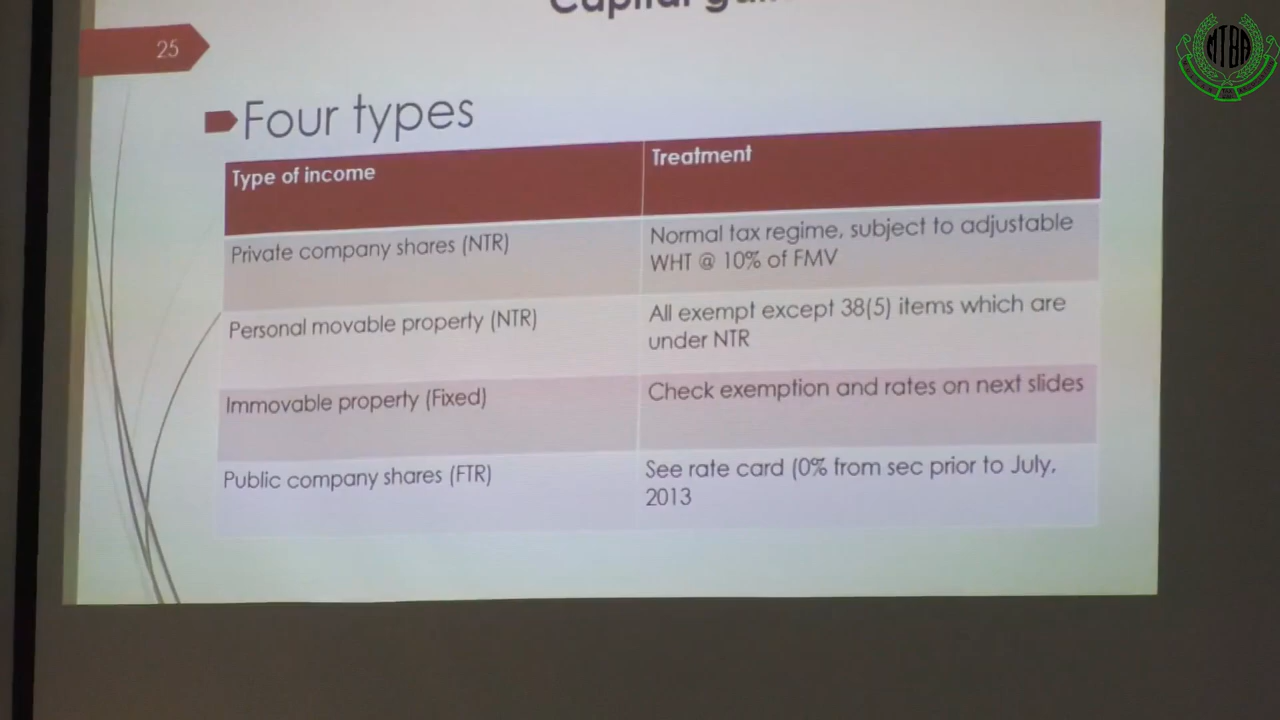 Capital gain
25
Four types
Type of income
Treatment
Private company shares (NTR)
Normal tax regime, subject to adjustable
WHT @ 10% of FMV
Personal movable property (NTR)
All exempt except 38(5) items which are
under NTR
Immovable property (Fixed)
Check exemption and rates on next slides
Public company shares (FTR)
See rate card (0% from sec prior to July,
2013
MTBA